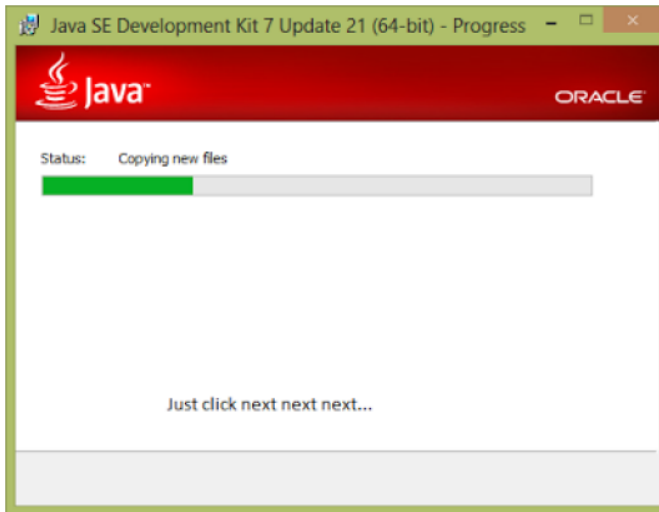 Java SE Development Kit 7 Update 21 (64-bit) - Progress
Java™
ORACLE
Status: Copying new files
Just click next next next...